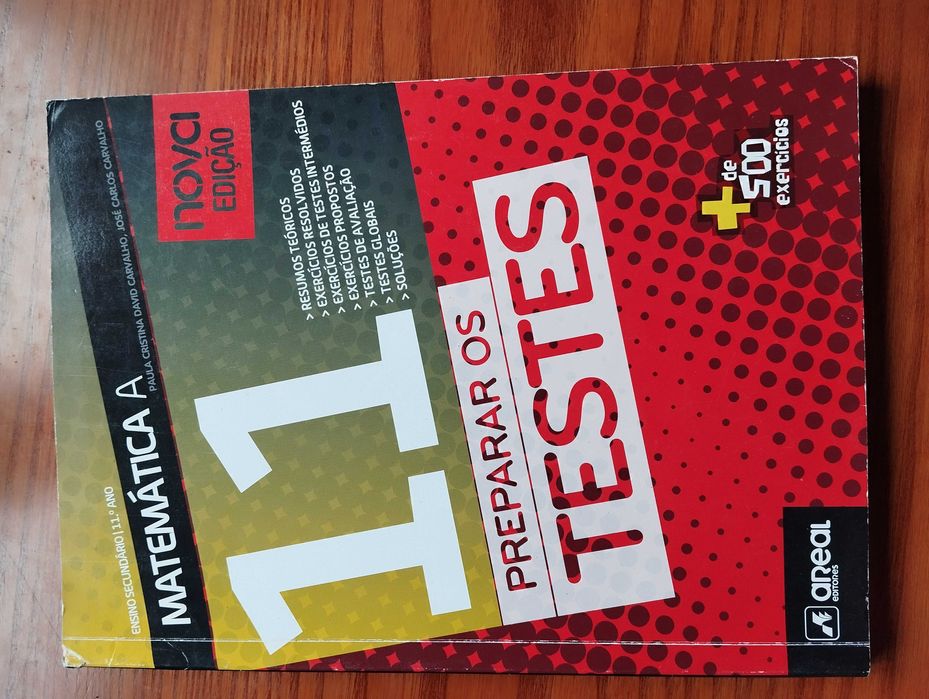 ENSINO SECUNDÁRIO | 11.º ANO
MATEMÁTICA A
PAULA CRISTINA DAVID CARVALHO, JOSÉ CARLOS CARVALHO
nova
EDIÇÃO
> RESUMOS TEÓRICOS
> EXERCÍCIOS RESOLVIDOS
> EXERCÍCIOS DE TESTES INTERMÉDIOS
> EXERCÍCIOS PROPOSTOS
> TESTES DE AVALIAÇÃO
> TESTES GLOBAIS
> SOLUÇÕES
11
PREPARAR OS
TESTES
+ de
500
exercícios
areal
EDITORES